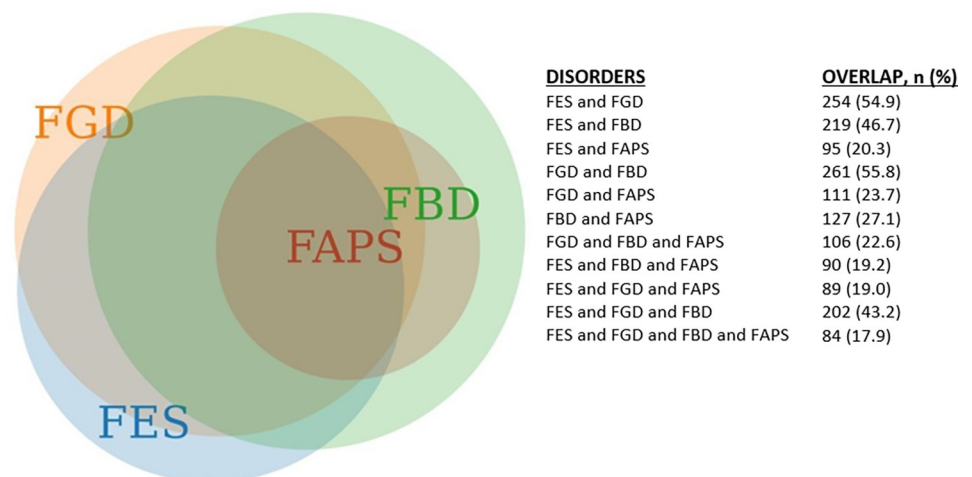 FGD
FBD
FAPS
FES
DISORDERS OVERLAP, n (%)
FES and FGD 254 (54.9)
FES and FBD 219 (46.7)
FES and FAPS 95 (20.3)
FGD and FBD 261 (55.8)
FGD and FAPS 111 (23.7)
FBD and FAPS 127 (27.1)
FGD and FBD and FAPS 106 (22.6)
FES and FBD and FAPS 90 (19.2)
FES and FGD and FAPS 89 (19.0)
FES and FGD and FBD 202 (43.2)
FES and FGD and FBD and FAPS 84 (17.9)